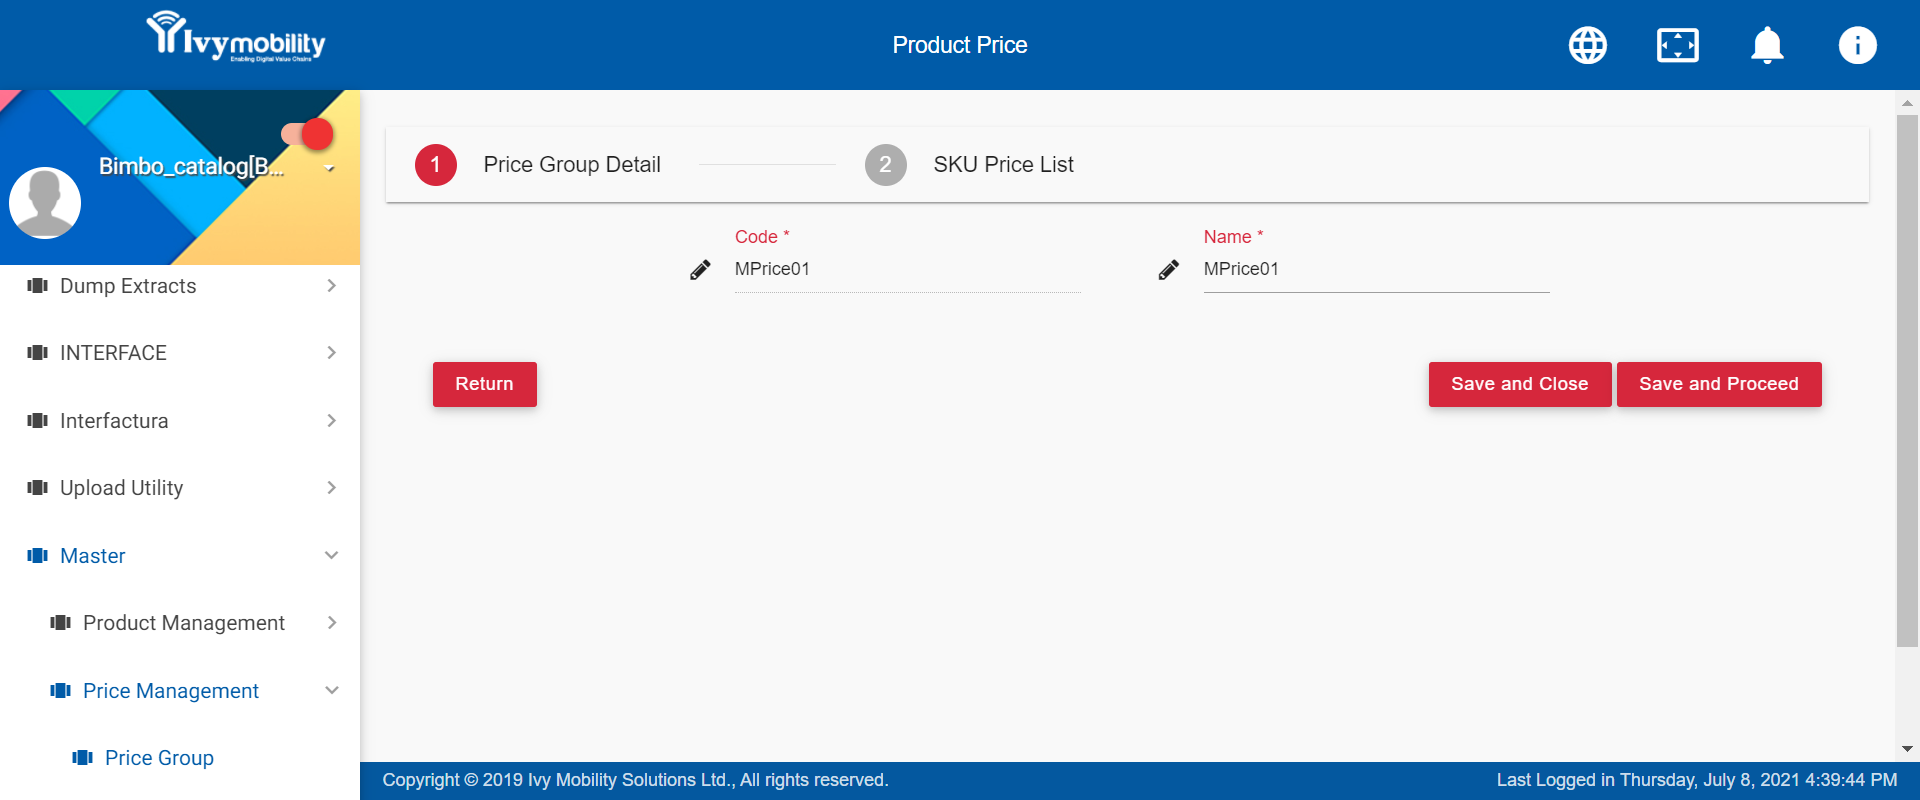 Ivymobility
Enabling Digital Value Chains
Product Price
Bimbo_catalog[B...
Dump Extracts
INTERFACE
Interfactura
Upload Utility
Master
Product Management
Price Management
Price Group
1 Price Group Detail
2 SKU Price List
Code *
MPrice01
Name *
MPrice01
Return
Save and Close
Save and Proceed
Copyright © 2019 Ivy Mobility Solutions Ltd., All rights reserved.
Last Logged in Thursday, July 8, 2021 4:39:44 PM